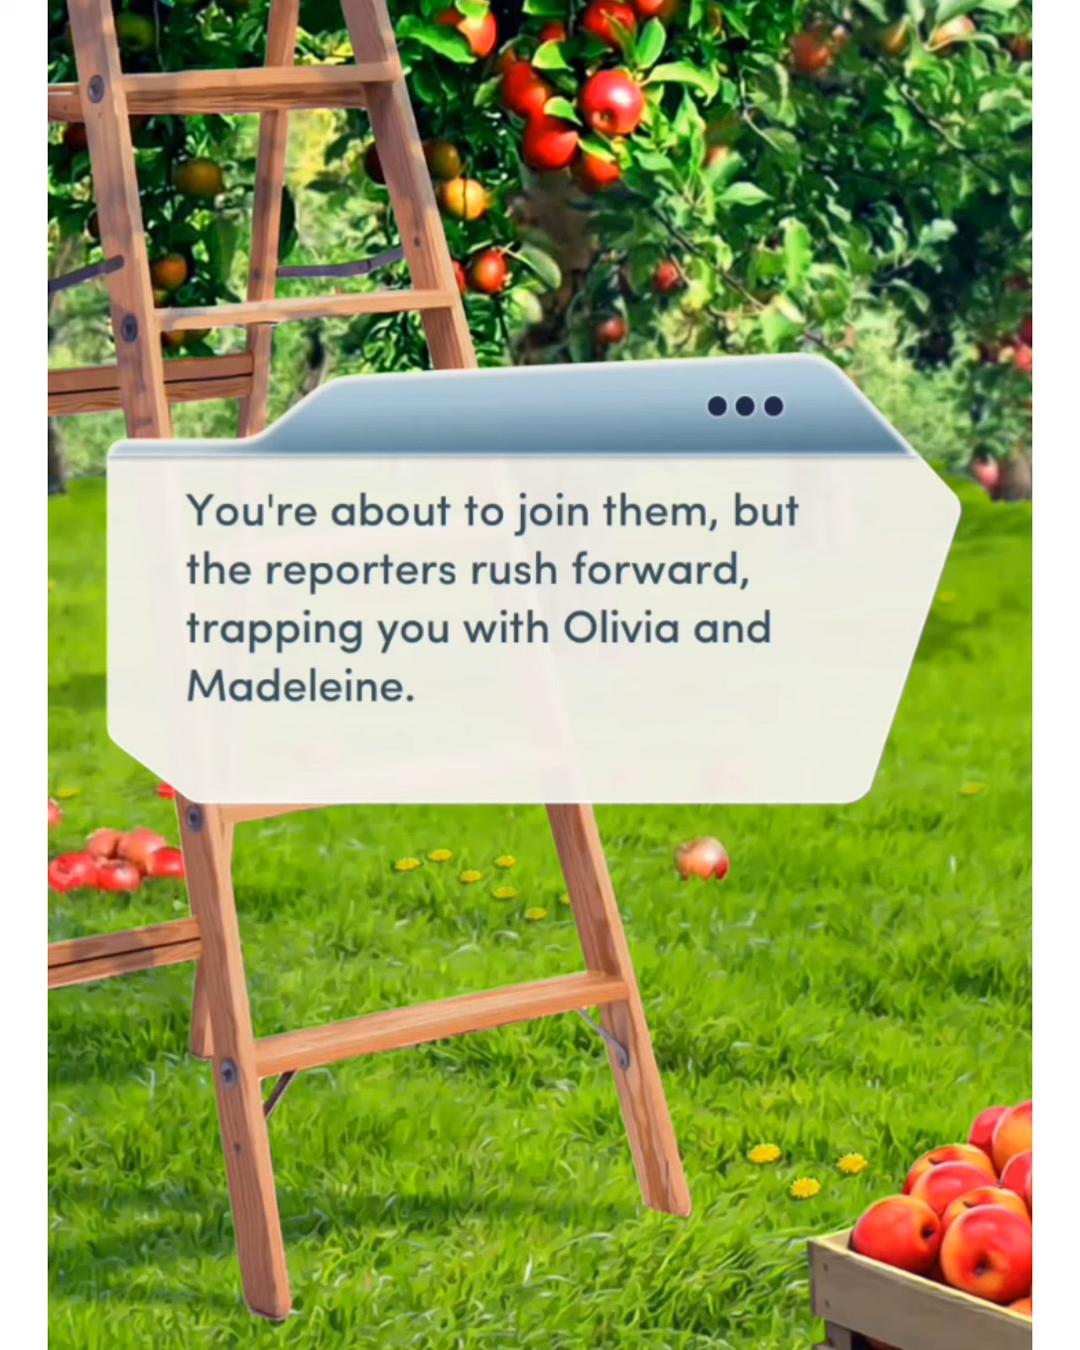 You're about to join them, but
the reporters rush forward,
trapping you with Olivia and
Madeleine.